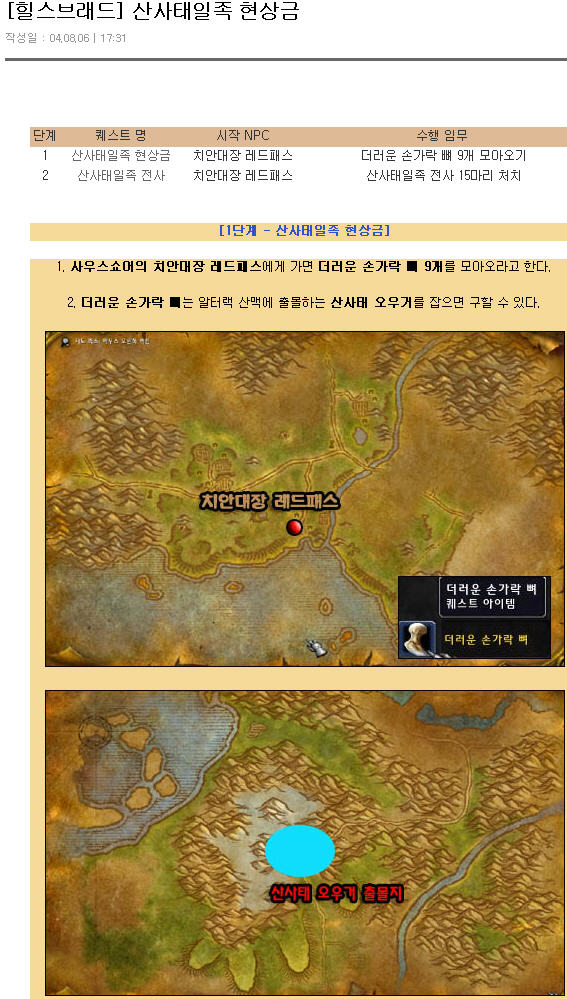 [힐스브래드] 산사태일족 현상금
작성일 : 04.08.06 | 17:31
단계 퀘스트 명 시작 NPC 수행 임무
1 산사태일족 현상금 치안대장 레드패스 더러운 손가락 뼈 9개 모아오기
2 산사태일족 전사 치안대장 레드패스 산사태일족 전사 15마리 처치
[1단계 - 산사태일족 현상금]
1. 사우스쇼어의 치안대장 레드패스에게 가면 더러운 손가락 뼈 9개를 모아오라고 한다.
2. 더러운 손가락 뼈는 알터랙 산맥에 출몰하는 산사태 오우거를 잡으면 구할 수 있다.
치안대장 레드패스
더러운 손가락 뼈
퀘스트 아이템
더러운 손가락 뼈
산사태 오우거 출몰지